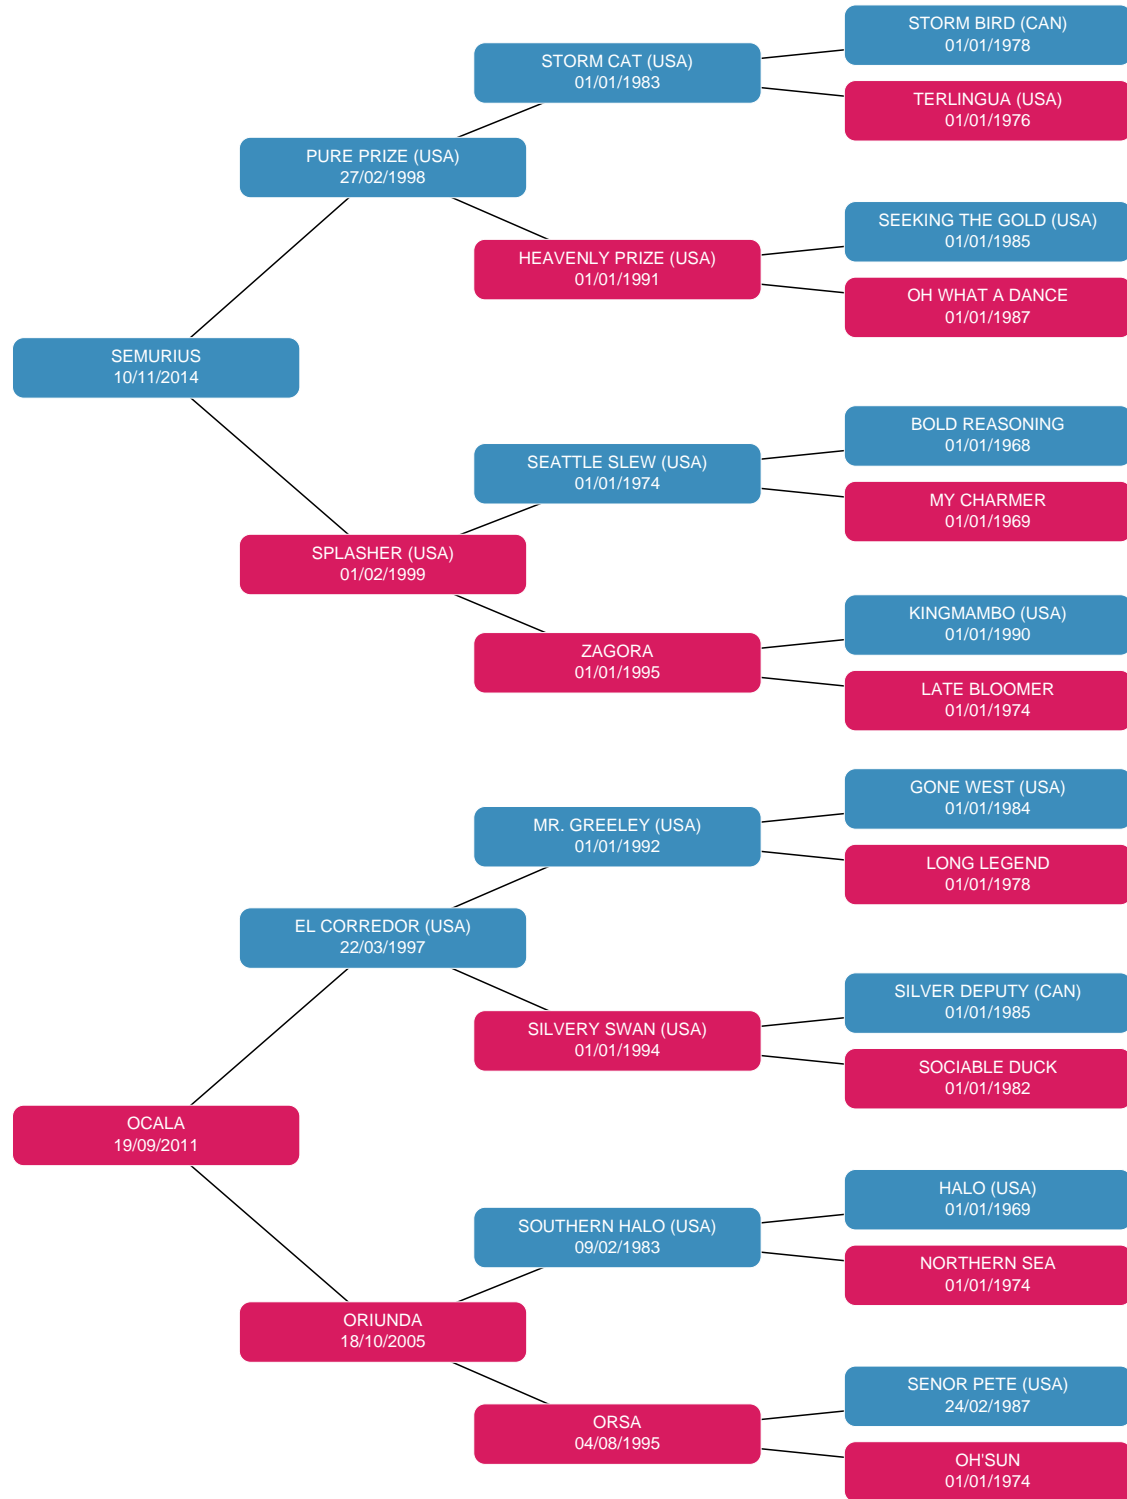 STORM BIRD (CAN)
01/01/1978
STORM CAT (USA)
01/01/1983
TERLINGUA (USA)
01/01/1976
PURE PRIZE (USA)
27/02/1998
SEEKING THE GOLD (USA)
01/01/1985
HEAVENLY PRIZE (USA)
01/01/1991
OH WHAT A DANCE
01/01/1987
SEMURIUS
10/11/2014
BOLD REASONING
01/01/1968
SEATTLE SLEW (USA)
01/01/1974
MY CHARMER
01/01/1969
SPLASHER (USA)
01/02/1999
KINGMAMBO (USA)
01/01/1990
ZAGORA
01/01/1995
LATE BLOOMER
01/01/1974
GONE WEST (USA)
01/01/1984
MR. GREELEY (USA)
01/01/1992
LONG LEGEND
01/01/1978
EL CORREDOR (USA)
22/03/1997
SILVER DEPUTY (CAN)
01/01/1985
SILVERY SWAN (USA)
01/01/1994
SOCIABLE DUCK
01/01/1982
OCALA
19/09/2011
HALO (USA)
01/01/1969
SOUTHERN HALO (USA)
09/02/1983
NORTHERN SEA
01/01/1974
ORIUNDA
18/10/2005
SENOR PETE (USA)
24/02/1987
ORSA
04/08/1995
OH'SUN
01/01/1974